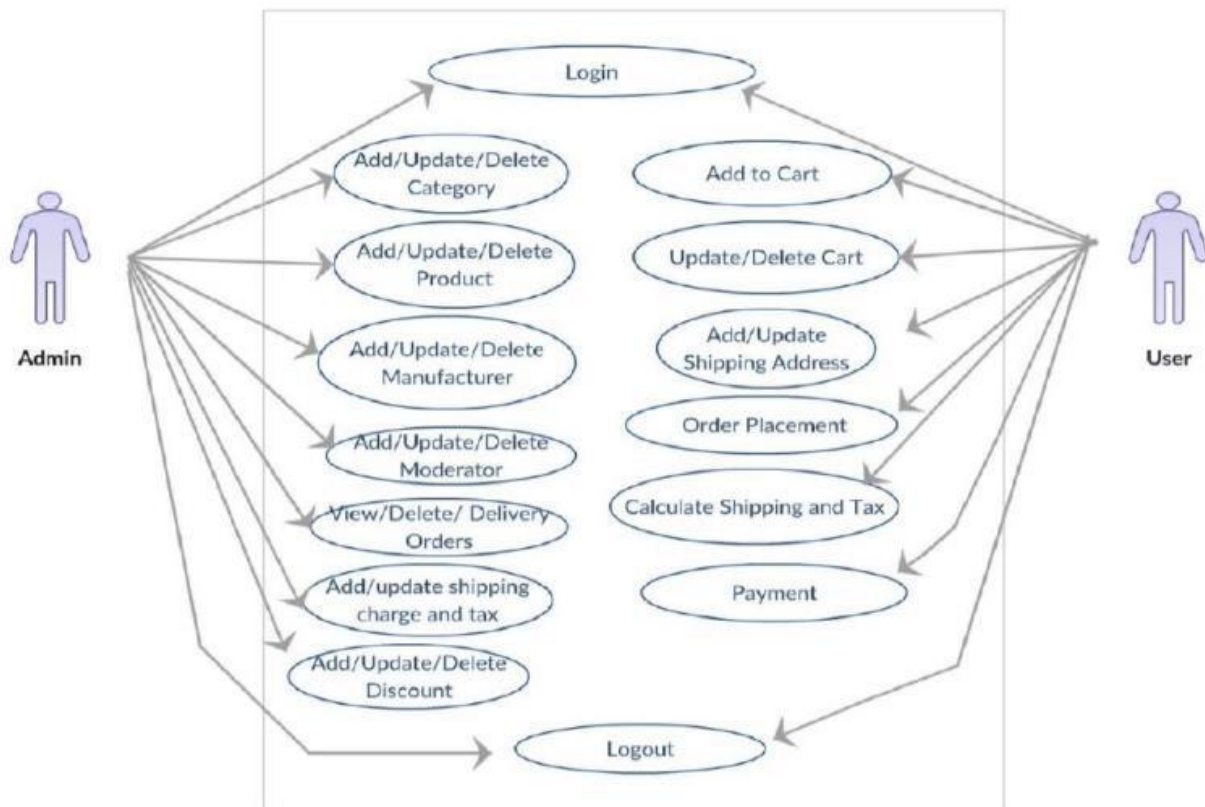 Login
Add/Update/Delete
Category
Add to Cart
Add/Update/Delete
Product
Update/Delete Cart
Add/Update/Delete
Manufacturer
Add/Update
Shipping Address
Admin
User
Order Placement
Add/Update/Delete
Moderator
Calculate Shipping and Tax
View/Delete/ Delivery
Orders
Add/update shipping
charge and tax
Payment
Add/Update/Delete
Discount
Logout